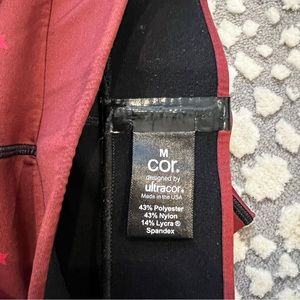 M
cor.
designed by
ultracor.
Made in the USA
43% Polyester
43% Nylon
14% Lycra ®
Spandex